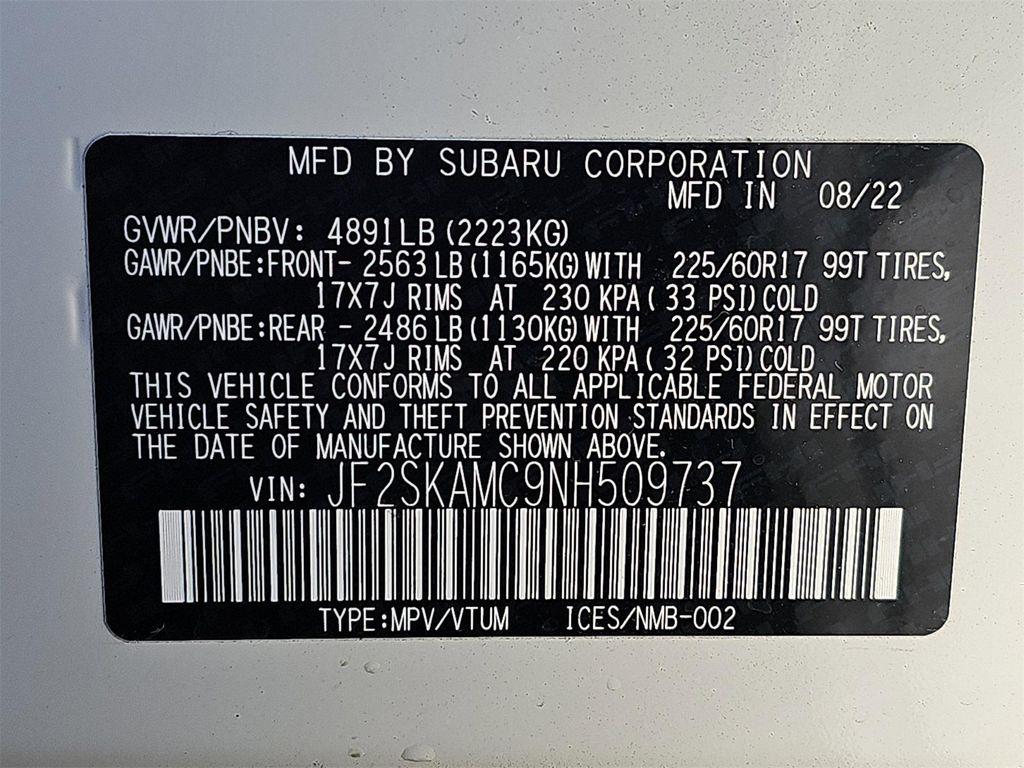 MFD BY SUBARU CORPORATION
MFD IN 08/22
GVWR/PNBV: 4891LB (2223KG)
GAWR/PNBE:FRONT- 2563 LB (1165KG) WITH 225/60R17 99T TIRES,
17X7J RIMS AT 230 KPA ( 33 PSI) COLD
GAWR/PNBE:REAR - 2486 LB (1130KG) WITH 225/60R17 99T TIRES,
17X7J RIMS AT 220 KPA ( 32 PSI) COLD
THIS VEHICLE CONFORMS TO ALL APPLICABLE FEDERAL MOTOR
VEHICLE SAFETY AND THEFT PREVENTION STANDARDS IN EFFECT ON
THE DATE OF MANUFACTURE SHOWN ABOVE.
VIN: JF2SKAMC9NH509737
TYPE:MPV/VTUM ICES/NMB-002